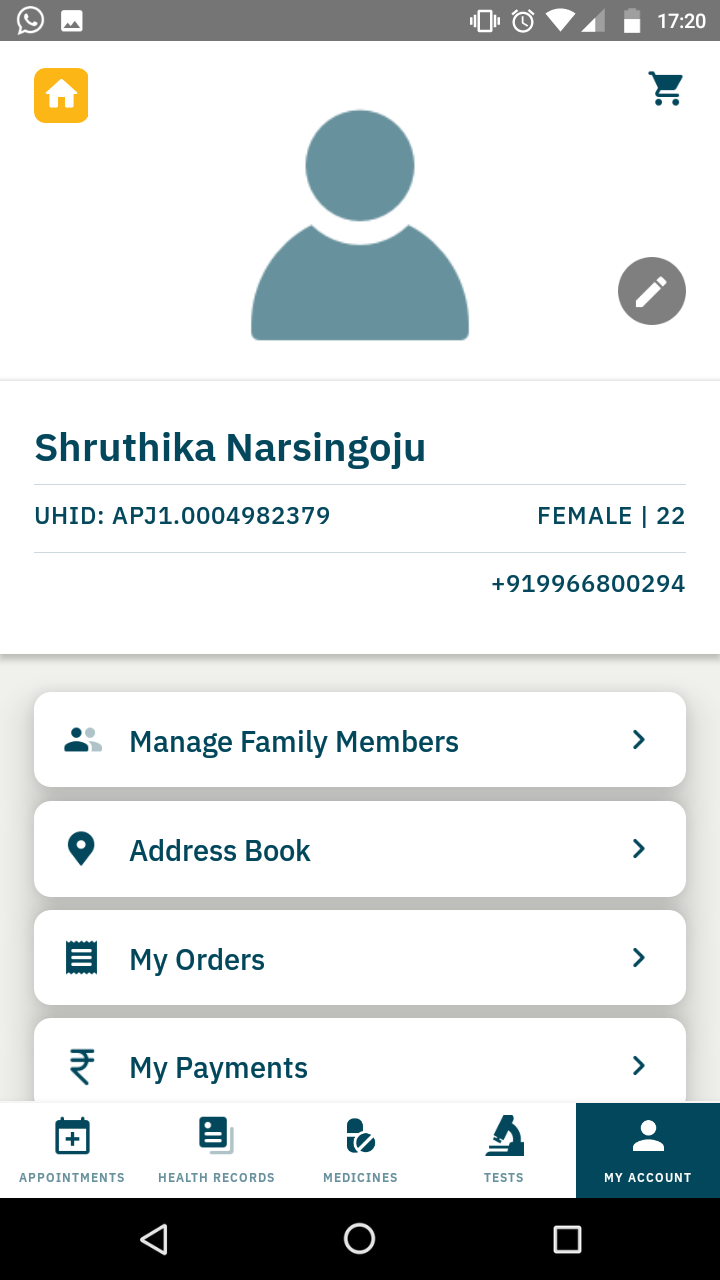 17:20
Shruthika Narsingoju
UHID: APJ1.0004982379 FEMALE | 22
+919966800294
Manage Family Members
Address Book
My Orders
My Payments
APPOINTMENTS HEALTH RECORDS MEDICINES TESTS MY ACCOUNT